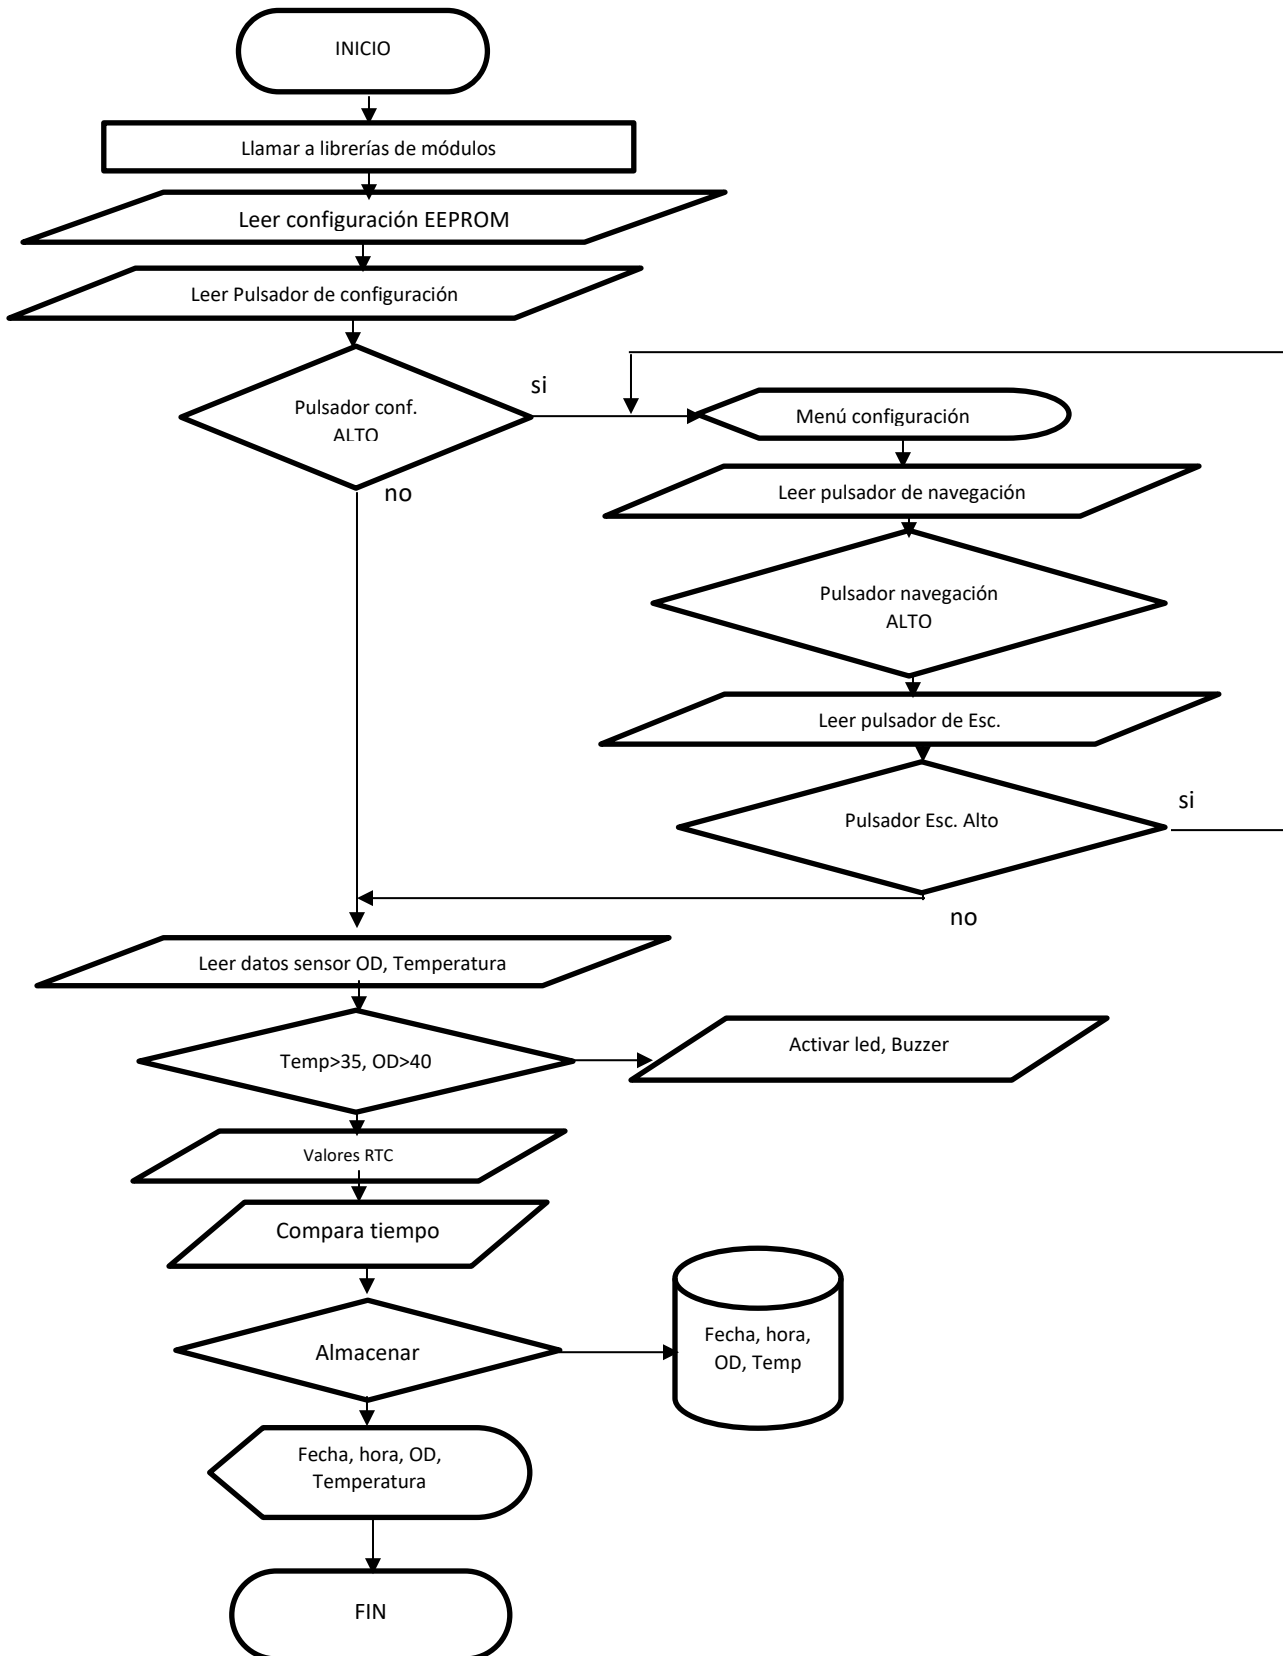 INICIO
Llamar a librerías de módulos
Leer configuración EEPROM
Leer Pulsador de configuración
Pulsador conf.
ALTO
si
no
Menú configuración
Leer pulsador de navegación
Pulsador navegación
ALTO
Leer pulsador de Esc.
Pulsador Esc. Alto
si
no
Leer datos sensor OD, Temperatura
Temp>35, OD>40
Activar led, Buzzer
Valores RTC
Compara tiempo
Almacenar
Fecha, hora,
OD, Temp
Fecha, hora, OD,
Temperatura
FIN